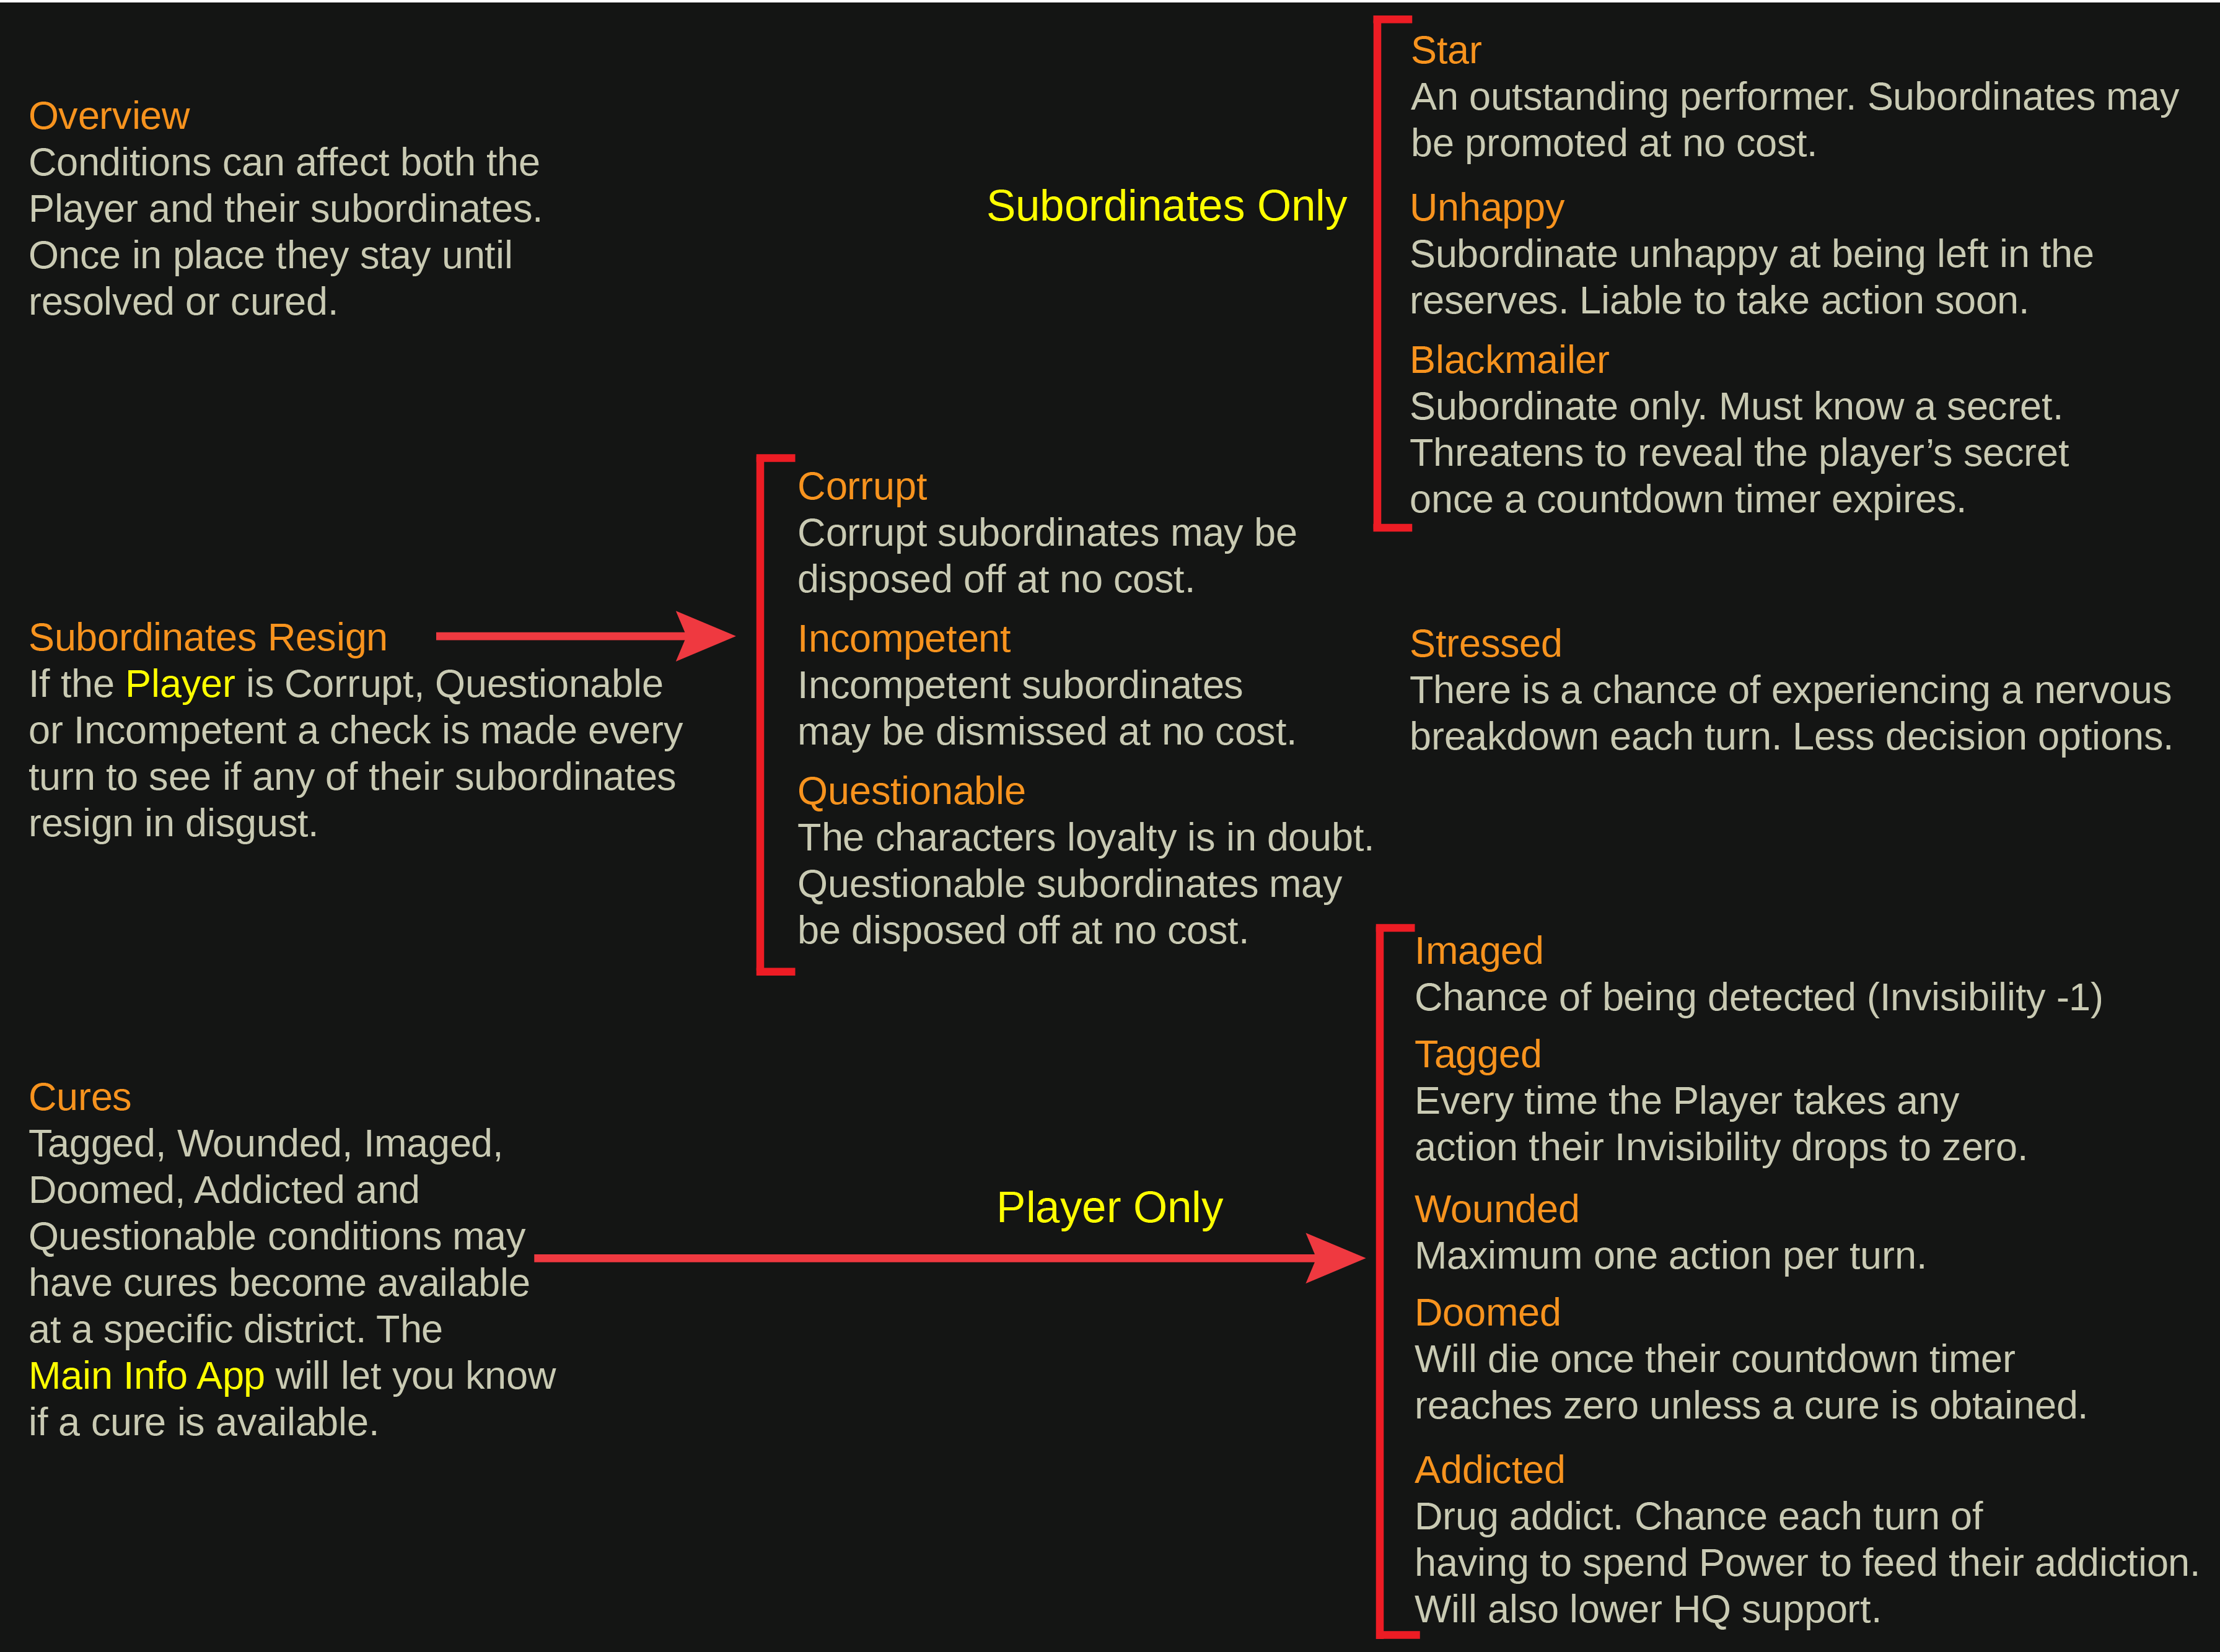 Overview
Conditions can affect both the
Player and their subordinates.
Once in place they stay until
resolved or cured.
Subordinates Resign
If the Player is Corrupt, Questionable
or Incompetent a check is made every
turn to see if any of their subordinates
resign in disgust.
Cures
Tagged, Wounded, Imaged,
Doomed, Addicted and
Questionable conditions may
have cures become available
at a specific district. The
Main Info App will let you know
if a cure is available.
Corrupt
Corrupt subordinates may be
disposed off at no cost.
Incompetent
Incompetent subordinates
may be dismissed at no cost.
Questionable
The characters loyalty is in doubt.
Questionable subordinates may
be disposed off at no cost.
Subordinates Only
Star
An outstanding performer. Subordinates may
be promoted at no cost.
Unhappy
Subordinate unhappy at being left in the
reserves. Liable to take action soon.
Blackmailer
Subordinate only. Must know a secret.
Threatens to reveal the player’s secret
once a countdown timer expires.
Stressed
There is a chance of experiencing a nervous
breakdown each turn. Less decision options.
Player Only
Imaged
Chance of being detected (Invisibility -1)
Tagged
Every time the Player takes any
action their Invisibility drops to zero.
Wounded
Maximum one action per turn.
Doomed
Will die once their countdown timer
reaches zero unless a cure is obtained.
Addicted
Drug addict. Chance each turn of
having to spend Power to feed their addiction.
Will also lower HQ support.